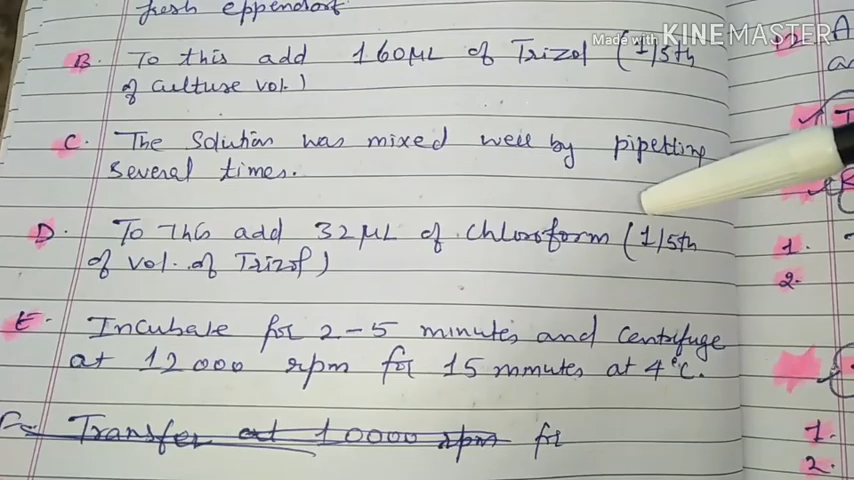 fresh eppendorf
B. To this add 160μL of Trizol (1/5th
of culture vol.)
C. The Solution was mixed well by pipetting
several times.
D. To this add 32μL of chloroform (1/5th
of vol. of Trizol)
E. Incubate for 2-5 minutes and centrifuge
at 12000 rpm for 15 minutes at 4°C.
F. Transfer at 10000 rpm for
Made with KINEMASTER
A
1.
2.
1.
2.